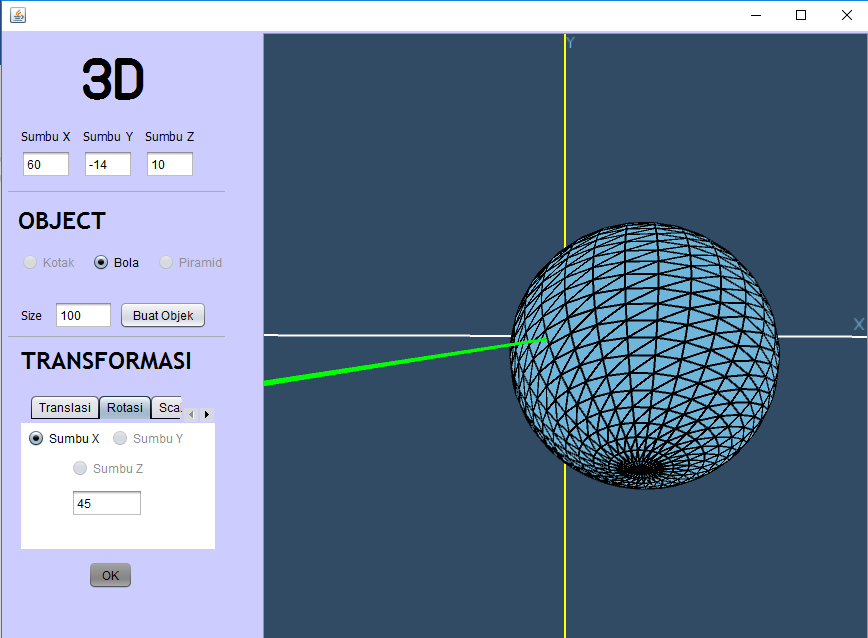 3D
Sumbu X Sumbu Y Sumbu Z
60 -14 10
OBJECT
Kotak Bola Piramid
Size 100 Buat Objek
TRANSFORMASI
Translasi Rotasi Sca
Sumbu X Sumbu Y
Sumbu Z
45
OK
Y
X